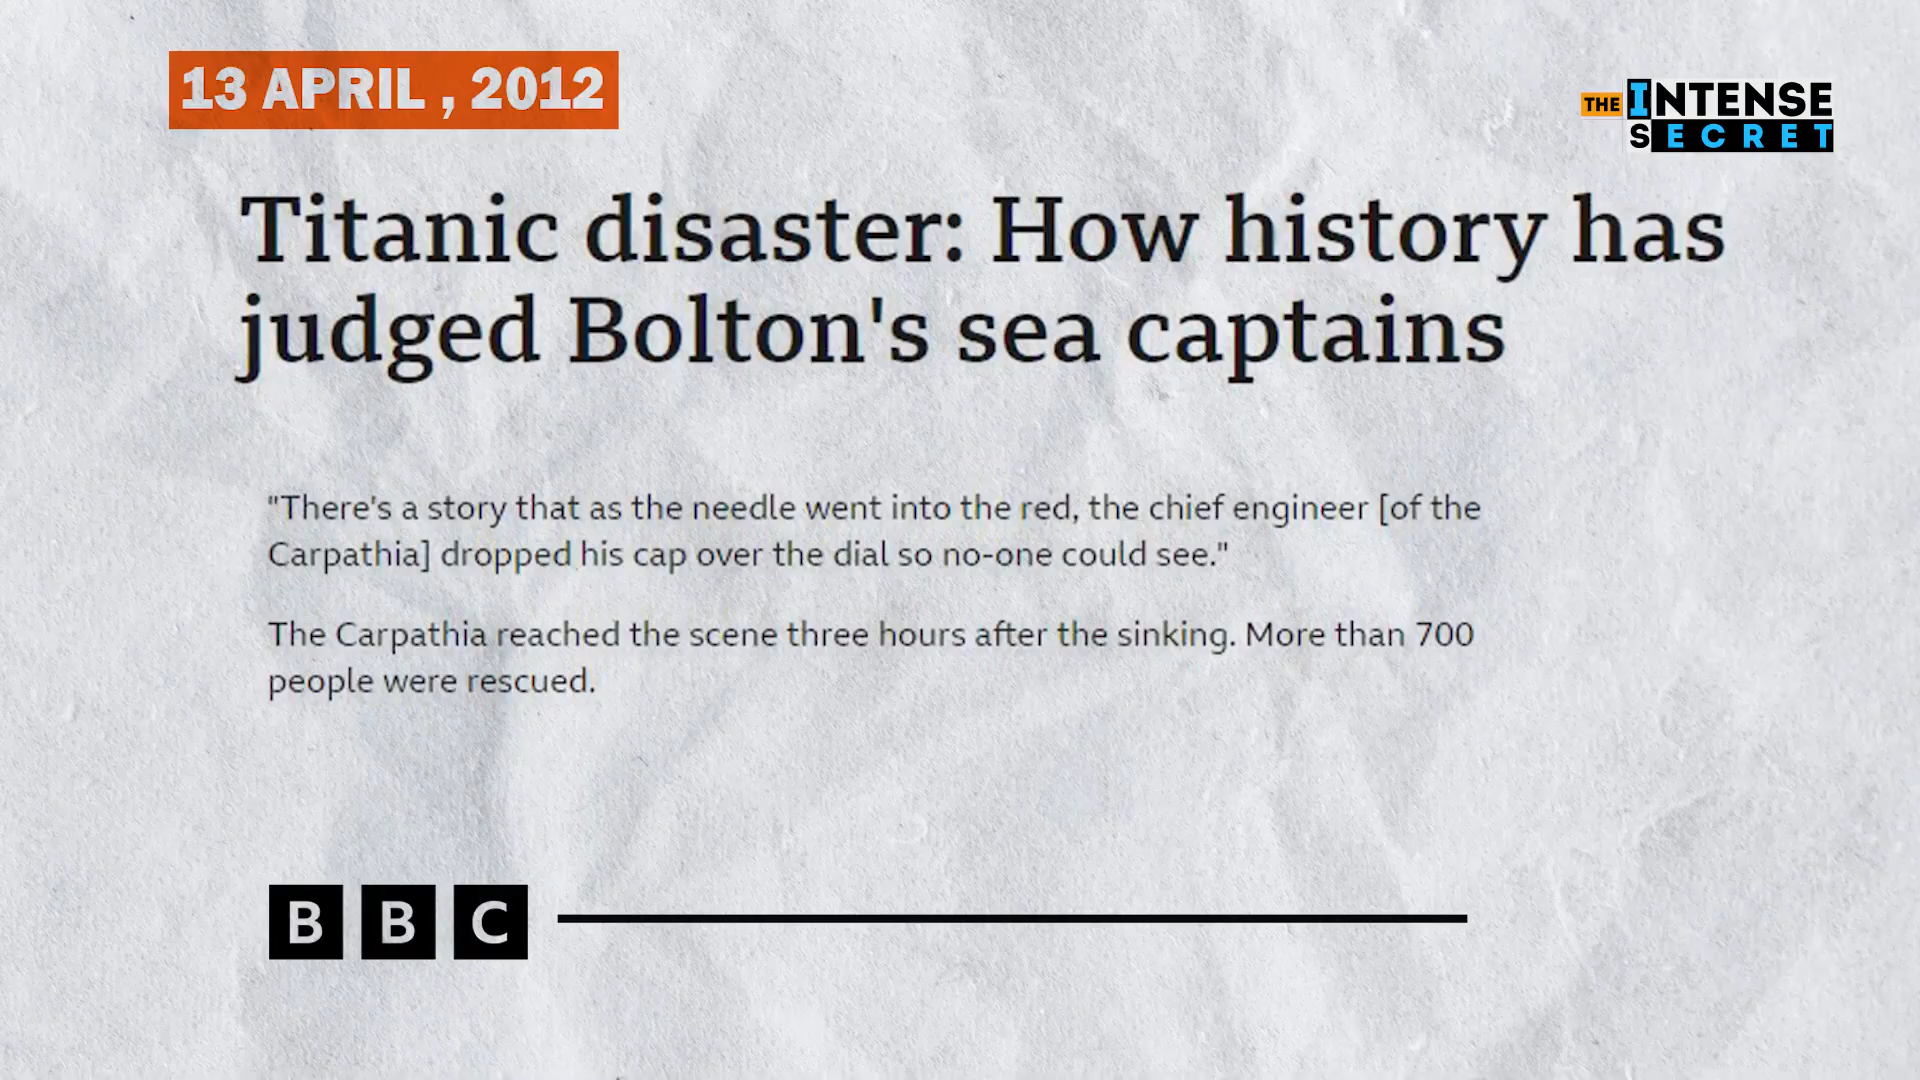 13 APRIL , 2012
THE INTENSE
SECRET
Titanic disaster: How history has
judged Bolton's sea captains
"There's a story that as the needle went into the red, the chief engineer [of the
Carpathia] dropped his cap over the dial so no-one could see."
The Carpathia reached the scene three hours after the sinking. More than 700
people were rescued.
BBC